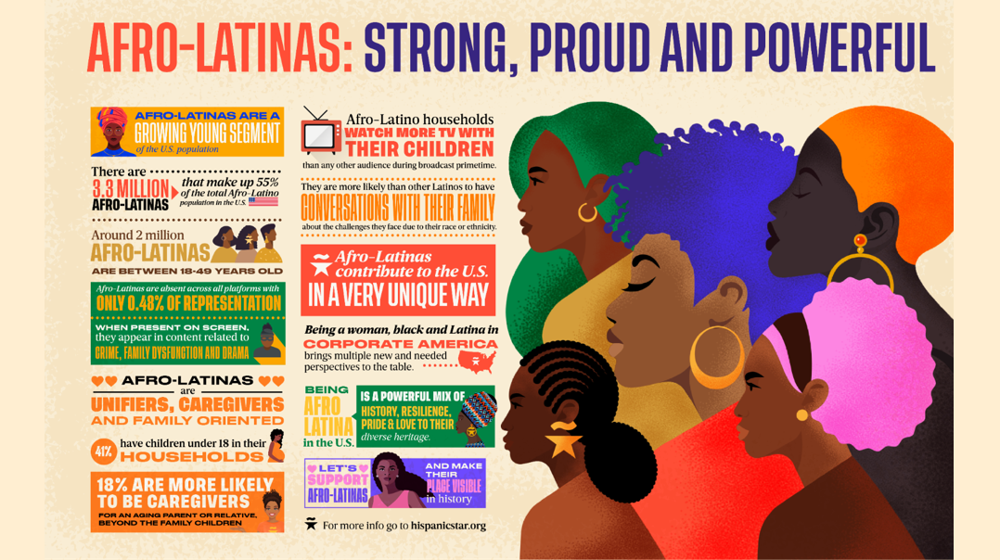 AFRO-LATINAS: STRONG, PROUD AND POWERFUL
AFRO-LATINAS ARE A
GROWING YOUNG SEGMENT
of the U.S. population
There are
3.3 MILLION
AFRO-LATINAS
that make up 55%
of the total Afro-Latino
population in the U.S.
Around 2 million
AFRO-LATINAS
ARE BETWEEN 18-49 YEARS OLD
Afro-Latinas are absent across all platforms with
ONLY 0.48% OF REPRESENTATION
WHEN PRESENT ON SCREEN,
they appear in content related to
CRIME, FAMILY DYSFUNCTION AND DRAMA
AFRO-LATINAS
are
UNIFIERS, CAREGIVERS
AND FAMILY ORIENTED
41%
have children under 18 in their
HOUSEHOLDS
18% ARE MORE LIKELY
TO BE CAREGIVERS
FOR AN AGING PARENT OR RELATIVE,
BEYOND THE FAMILY CHILDREN
Afro-Latino households
WATCH MORE TV WITH
THEIR CHILDREN
than any other audience during broadcast primetime.
They are more likely than other Latinos to have
CONVERSATIONS WITH THEIR FAMILY
about the challenges they face due to their race or ethnicity.
Afro-Latinas
contribute to the U.S.
IN A VERY UNIQUE WAY
Being a woman, black and Latina in
CORPORATE AMERICA
brings multiple new and needed
perspectives to the table.
BEING
AFRO
LATINA
in the U.S.
IS A POWERFUL MIX OF
HISTORY, RESILIENCE,
PRIDE & LOVE TO THEIR
diverse heritage.
LET'S
SUPPORT
AFRO-LATINAS
AND MAKE
THEIR
PLACE VISIBLE
in history
For more info go to hispanicstar.org